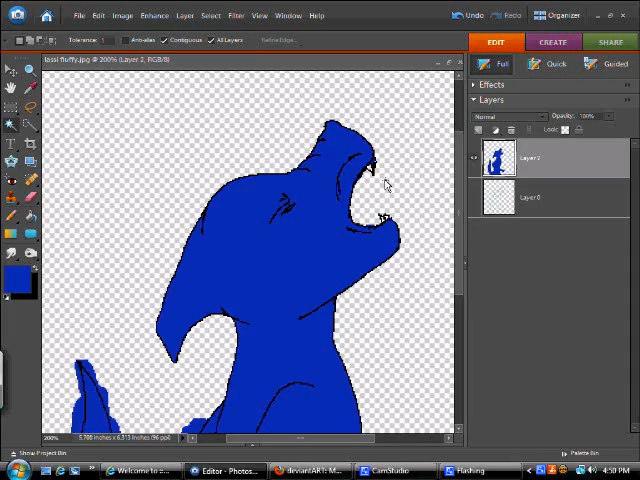 File Edit Image Enhance Layer Select Filter View Window Help Undo Redo Organizer
Tolerance: Anti-alias Contiguous All Layers Refine Edge... EDIT CREATE SHARE
lassi fluffy.jpg @ 200% (Layer 2, RGB/8) Full Quick Guided
Effects
Layers
Normal Opacity: 100%
Lock:
Layer 2
Layer 0
200% 5.700 inches x 6.313 inches (96 ppi)
Show Project Bin Palette Bin
Welcome to Editor - Photos... deviantART: M... CamStudio Flashing 4:50 PM